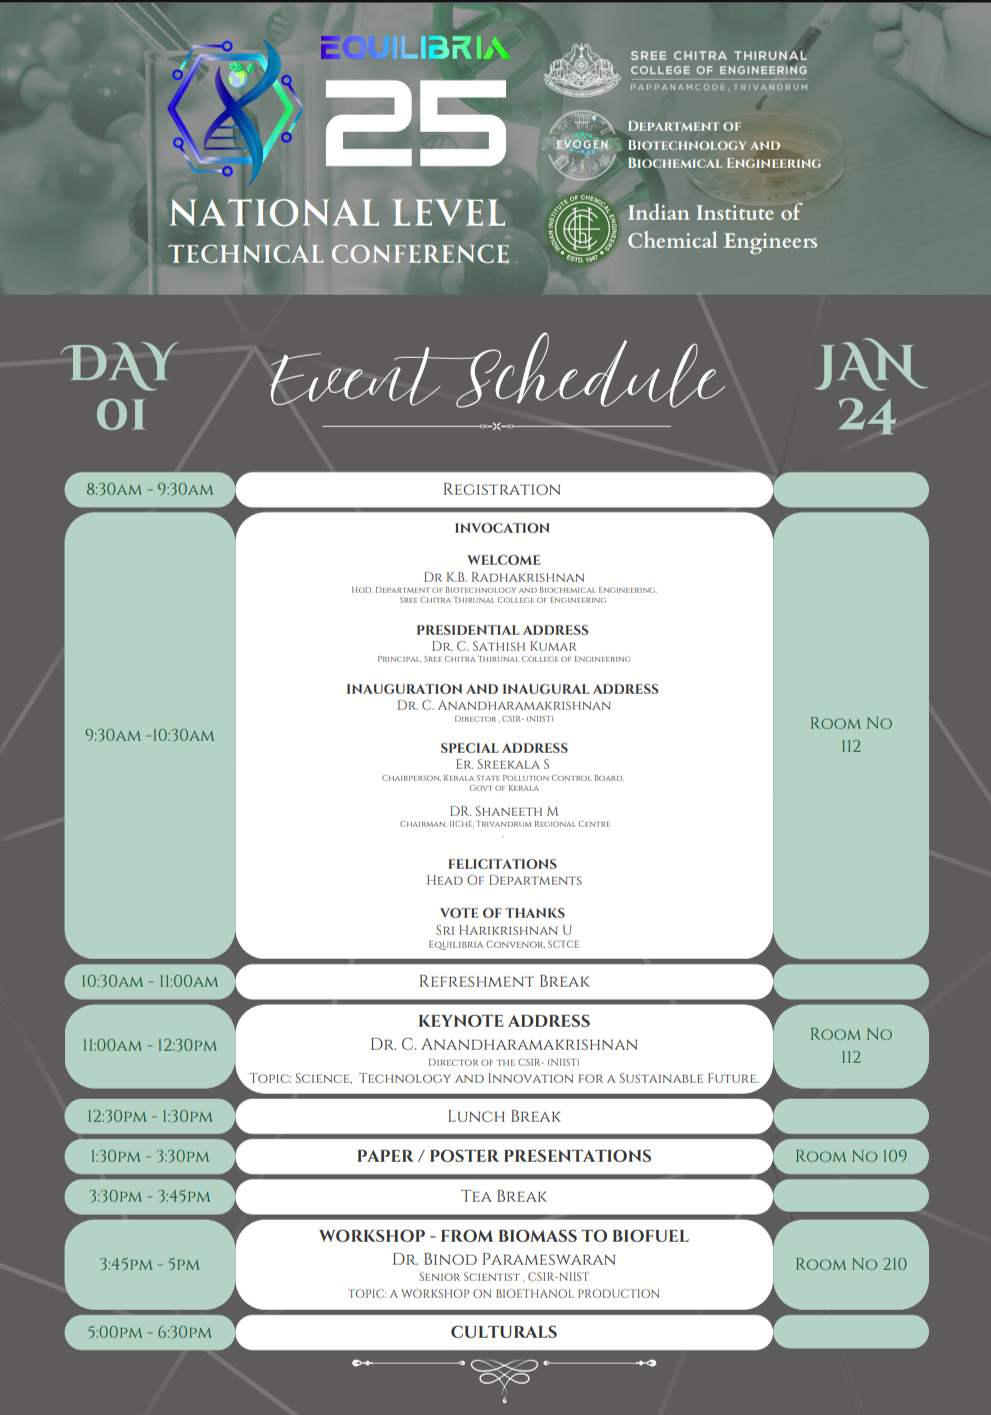 EQUILIBRIA
25
NATIONAL LEVEL
TECHNICAL CONFERENCE
SREE CHITRA THIRUNAL
COLLEGE OF ENGINEERING
PAPPANAMCODE, TRIVANDRUM
EVOGEN
DEPARTMENT OF
BIOTECHNOLOGY AND
BIOCHEMICAL ENGINEERING
INDIAN INSTITUTE OF CHEMICAL ENGINEERS
ESTD. 1947
Indian Institute of
Chemical Engineers
DAY
01
Event Schedule
JAN
24
8:30AM - 9:30AM
REGISTRATION
9:30AM -10:30AM
INVOCATION
WELCOME
DR K.B. RADHAKRISHNAN
HOD, DEPARTMENT OF BIOTECHNOLOGY AND BIOCHEMICAL ENGINEERING,
SREE CHITRA THIRUNAL COLLEGE OF ENGINEERING
PRESIDENTIAL ADDRESS
DR. C. SATHISH KUMAR
PRINCIPAL, SREE CHITRA THIRUNAL COLLEGE OF ENGINEERING
INAUGURATION AND INAUGURAL ADDRESS
DR. C. ANANDHARAMAKRISHNAN
DIRECTOR , CSIR- (NIIST)
SPECIAL ADDRESS
ER. SREEKALA S
CHAIRPERSON, KERALA STATE POLLUTION CONTROL BOARD,
GOVT OF KERALA
DR. SHANEETH M
CHAIRMAN, IICHE, TRIVANDRUM REGIONAL CENTRE
.
FELICITATIONS
HEAD OF DEPARTMENTS
VOTE OF THANKS
SRI HARIKRISHNAN U
EQUILIBRIA CONVENOR, SCTCE
ROOM NO
112
10:30AM - 11:00AM
REFRESHMENT BREAK
11:00AM - 12:30PM
KEYNOTE ADDRESS
DR. C. ANANDHARAMAKRISHNAN
DIRECTOR OF THE CSIR- (NIIST)
TOPIC: SCIENCE, TECHNOLOGY AND INNOVATION FOR A SUSTAINABLE FUTURE.
ROOM NO
112
12:30PM - 1:30PM
LUNCH BREAK
1:30PM - 3:30PM
PAPER / POSTER PRESENTATIONS
ROOM NO 109
3:30PM - 3:45PM
TEA BREAK
3:45PM - 5PM
WORKSHOP - FROM BIOMASS TO BIOFUEL
DR. BINOD PARAMESWARAN
SENIOR SCIENTIST , CSIR-NIIST
TOPIC: A WORKSHOP ON BIOETHANOL PRODUCTION
ROOM NO 210
5:00PM - 6:30PM
CULTURALS